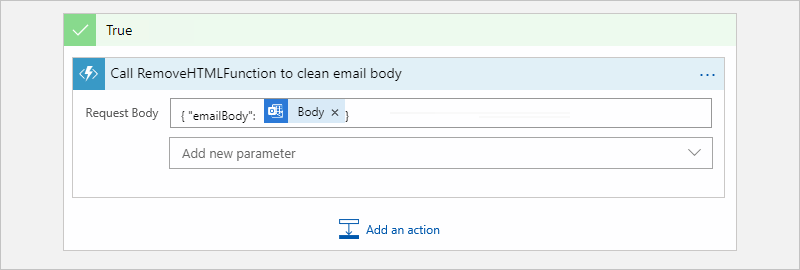 True
Call RemoveHTMLFunction to clean email body
Request Body
{ "emailBody": Body × }
Add new parameter
Add an action